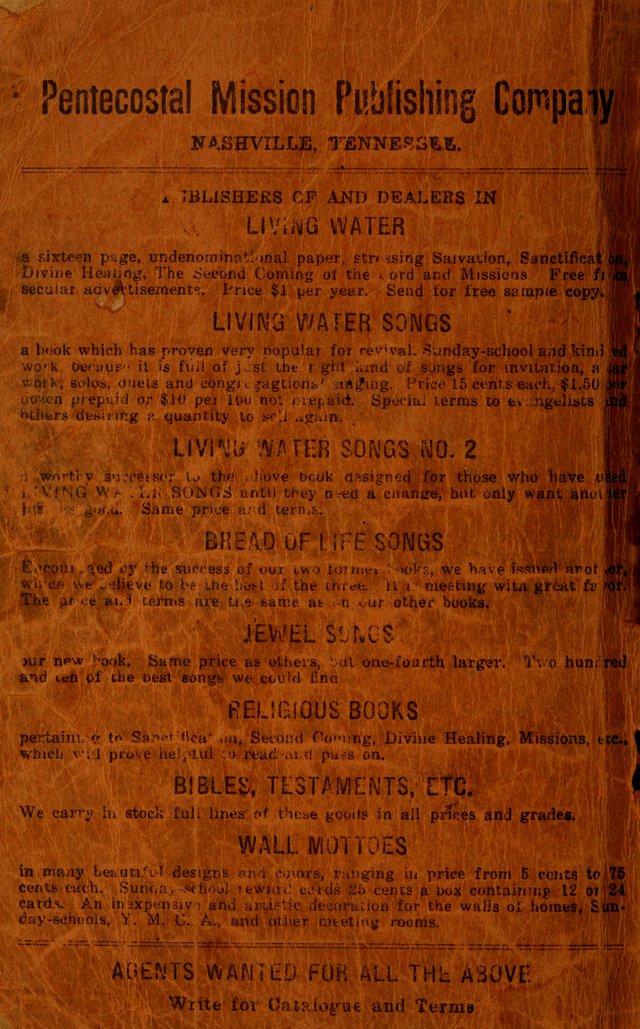 Pentecostal Mission Publishing Company
NASHVILLE, TENNESSEE.
PUBLISHERS OF AND DEALERS IN
LIVING WATER
a sixteen page, undenominational paper, stressing Salvation, Sanctification,
Divine Healing, The Second Coming of the Lord and Missions. Free from
secular advertisements. Price $1 per year. Send for free sample copy.
LIVING WATER SONGS
a book which has proven very popular for revival, Sunday-school and kindred
work, because it is full of just the right kind of songs for invitation, altar
work, solos, duets and congregagtional singing. Price 15 cents each, $1.50 per
dozen prepaid or $10 per 100 not prepaid. Special terms to evangelists and
others desiring a quantity to sell again.
LIVING WATER SONGS NO. 2
a worthy successor to the above book designed for those who have used
LIVING WATER SONGS until they need a change, but only want another
just as good. Same price and terms.
BREAD OF LIFE SONGS
Encouraged by the success of our two former books, we have issued another,
which we believe to be the best of the three. It is meeting with great favor.
The price and terms are the same as on our other books.
JEWEL SONGS
our new book. Same price as others, but one-fourth larger. Two hundred
and ten of the best songs we could find
RELIGIOUS BOOKS
pertaining to Sanctification, Second Coming, Divine Healing, Missions, etc.,
which will prove helpful to read and pass on.
BIBLES, TESTAMENTS, ETC.
We carry in stock full lines of these goods in all prices and grades.
WALL MOTTOES
in many beautiful designs and colors, ranging in price from 5 cents to 75
cents each. Sunday-school reward cards 25 cents a box containing 12 or 24
cards. An inexpensive and artistic decoration for the walls of homes, Sun-
day-schools, Y. M. C. A., and other meeting rooms.
AGENTS WANTED FOR ALL THE ABOVE
Write for Catalogue and Terms